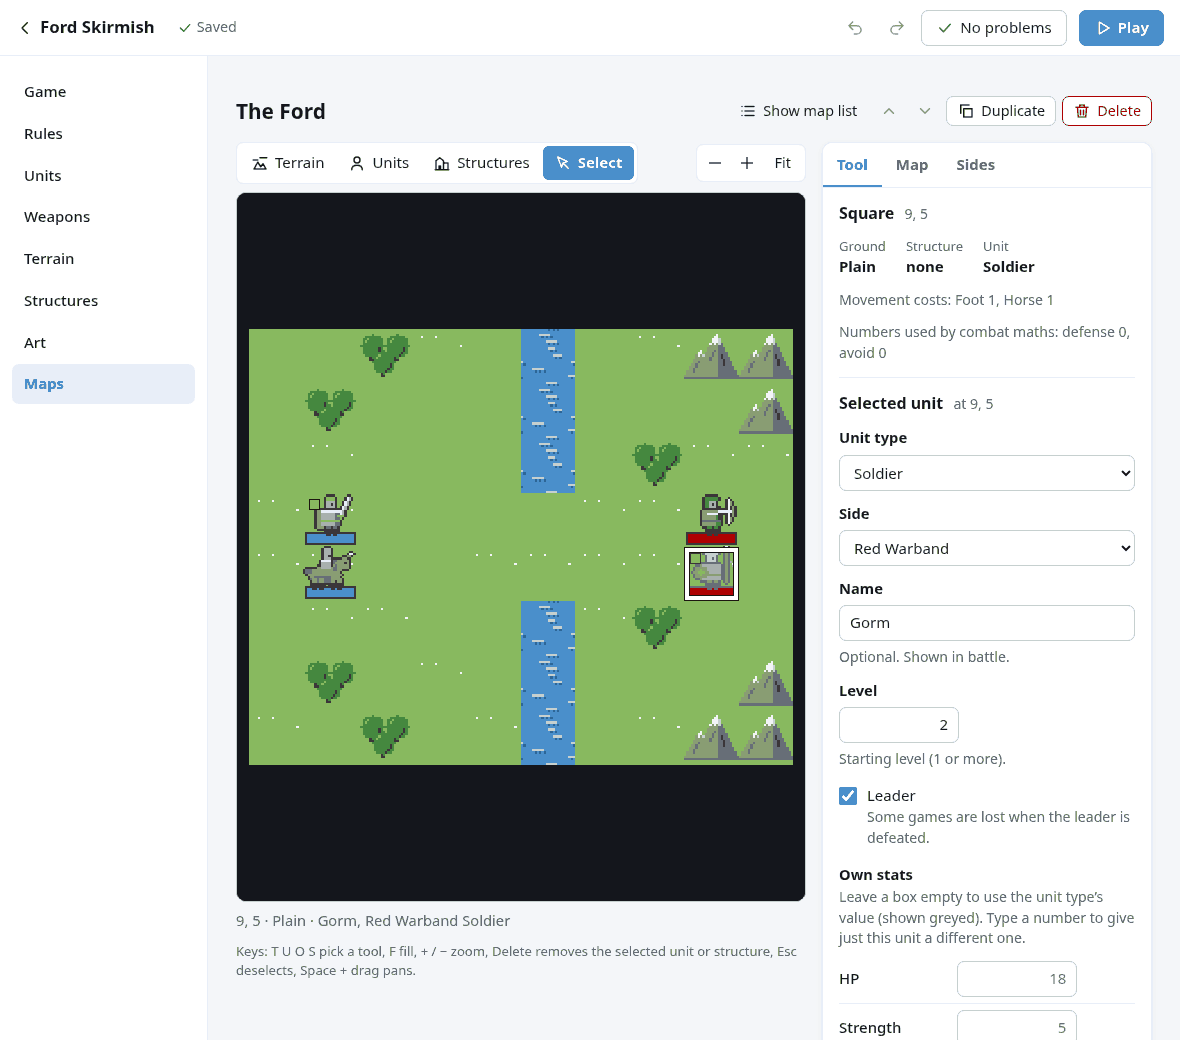 Ford Skirmish
Saved
No problems
Play
Game
Rules
Units
Weapons
Terrain
Structures
Art
Maps
The Ford
Show map list
Duplicate
Delete
Terrain
Units
Structures
Select
Fit
Tool
Map
Sides
Square 9, 5
Ground Structure Unit
Plain none Soldier
Movement costs: Foot 1, Horse 1
Numbers used by combat maths: defense 0,
avoid 0
Selected unit at 9, 5
Unit type
Soldier
Side
Red Warband
Name
Gorm
Optional. Shown in battle.
Level
2
Starting level (1 or more).
Leader
Some games are lost when the leader is
defeated.
Own stats
Leave a box empty to use the unit type’s
value (shown greyed). Type a number to give
just this unit a different one.
HP 18
Strength 5
9, 5 · Plain · Gorm, Red Warband Soldier
Keys: T U O S pick a tool, F fill, + / − zoom, Delete removes the selected unit or structure, Esc
deselects, Space + drag pans.